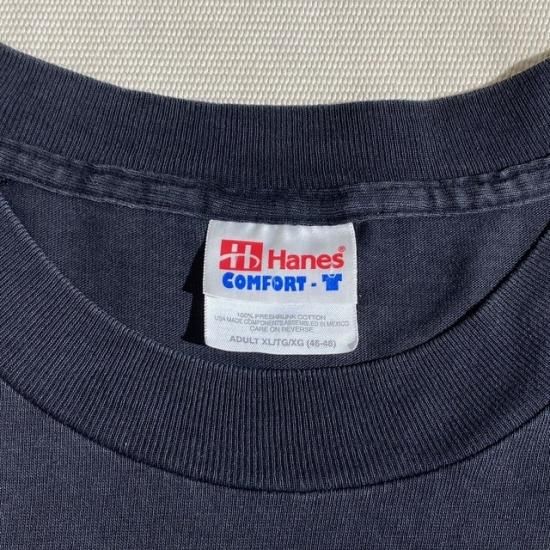 Hanes®
COMFORT -
100% PRESHRUNK COTTON
USA MADE COMPONENTS ASSEMBLED IN MEXICO
CARE ON REVERSE
ADULT XL/TG/XG (46-48)